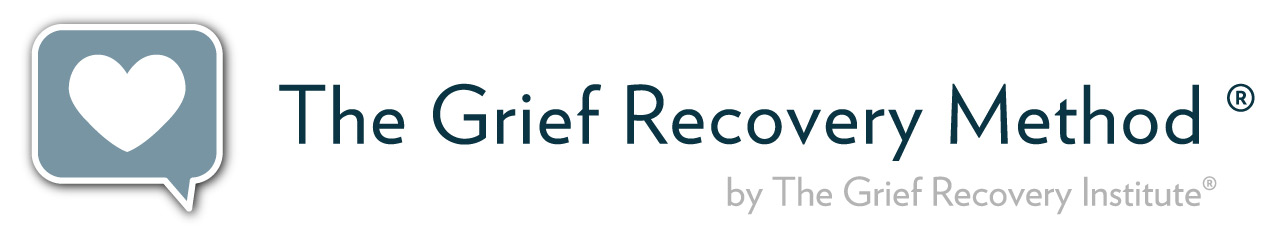 The Grief Recovery Method ®
by The Grief Recovery Institute®